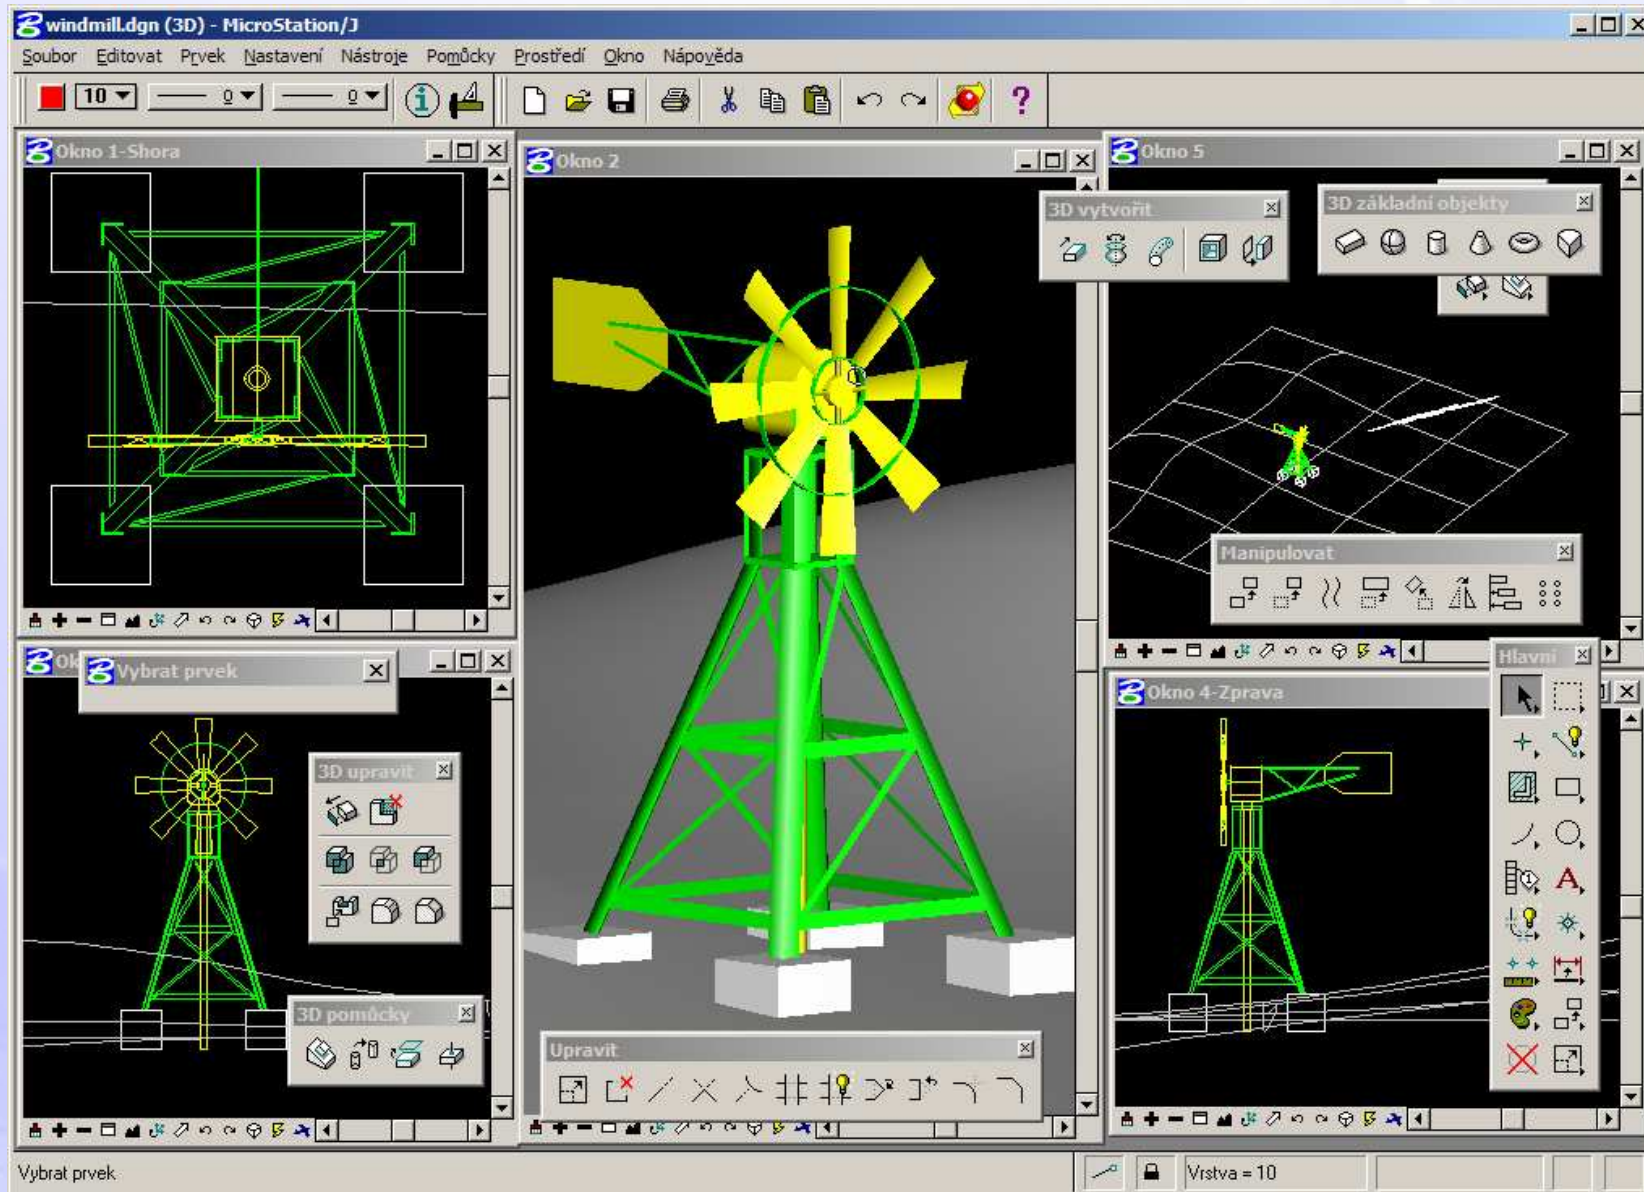 windmill.dgn (3D) - MicroStation/J
Soubor Editovat Prvek Nastavení Nástroje Pomůcky Prostředí Okno Nápověda
10 0 0
Okno 1-Shora
Okno 2
Okno 5
3D vytvořit
3D základní objekty
Manipulovat
Ok
Vybrat prvek
3D upravit
3D pomůcky
Upravit
Okno 4-Zprava
Hlavní
A
1
Vybrat prvek
Vrstva = 10